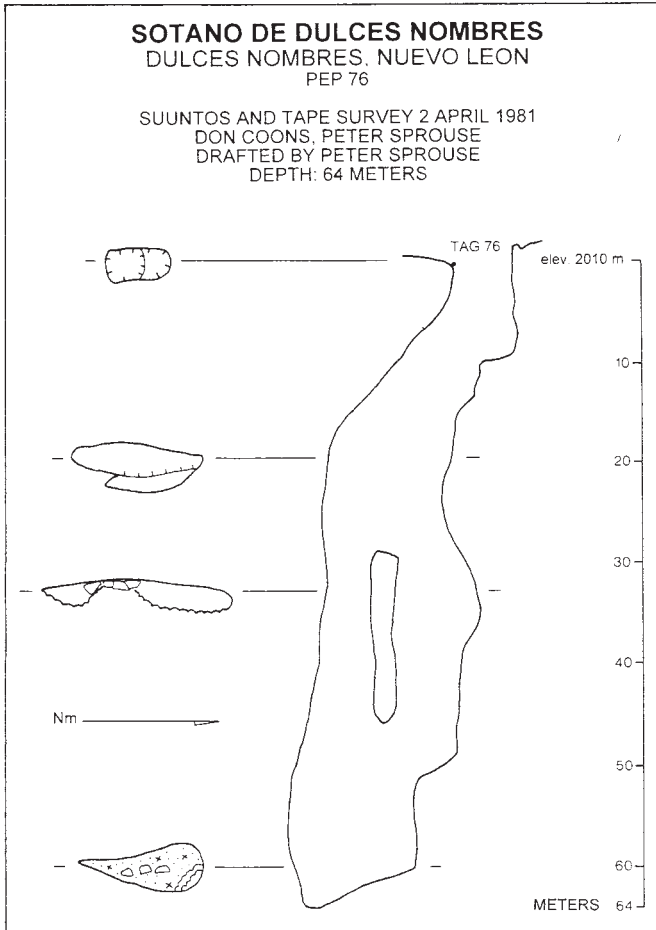 SOTANO DE DULCES NOMBRES
DULCES NOMBRES, NUEVO LEON
PEP 76
SUUNTOS AND TAPE SURVEY 2 APRIL 1981
DON COONS, PETER SPROUSE
DRAFTED BY PETER SPROUSE
DEPTH: 64 METERS
TAG 76
elev. 2010 m
10
20
30
40
Nm
50
60
METERS 64